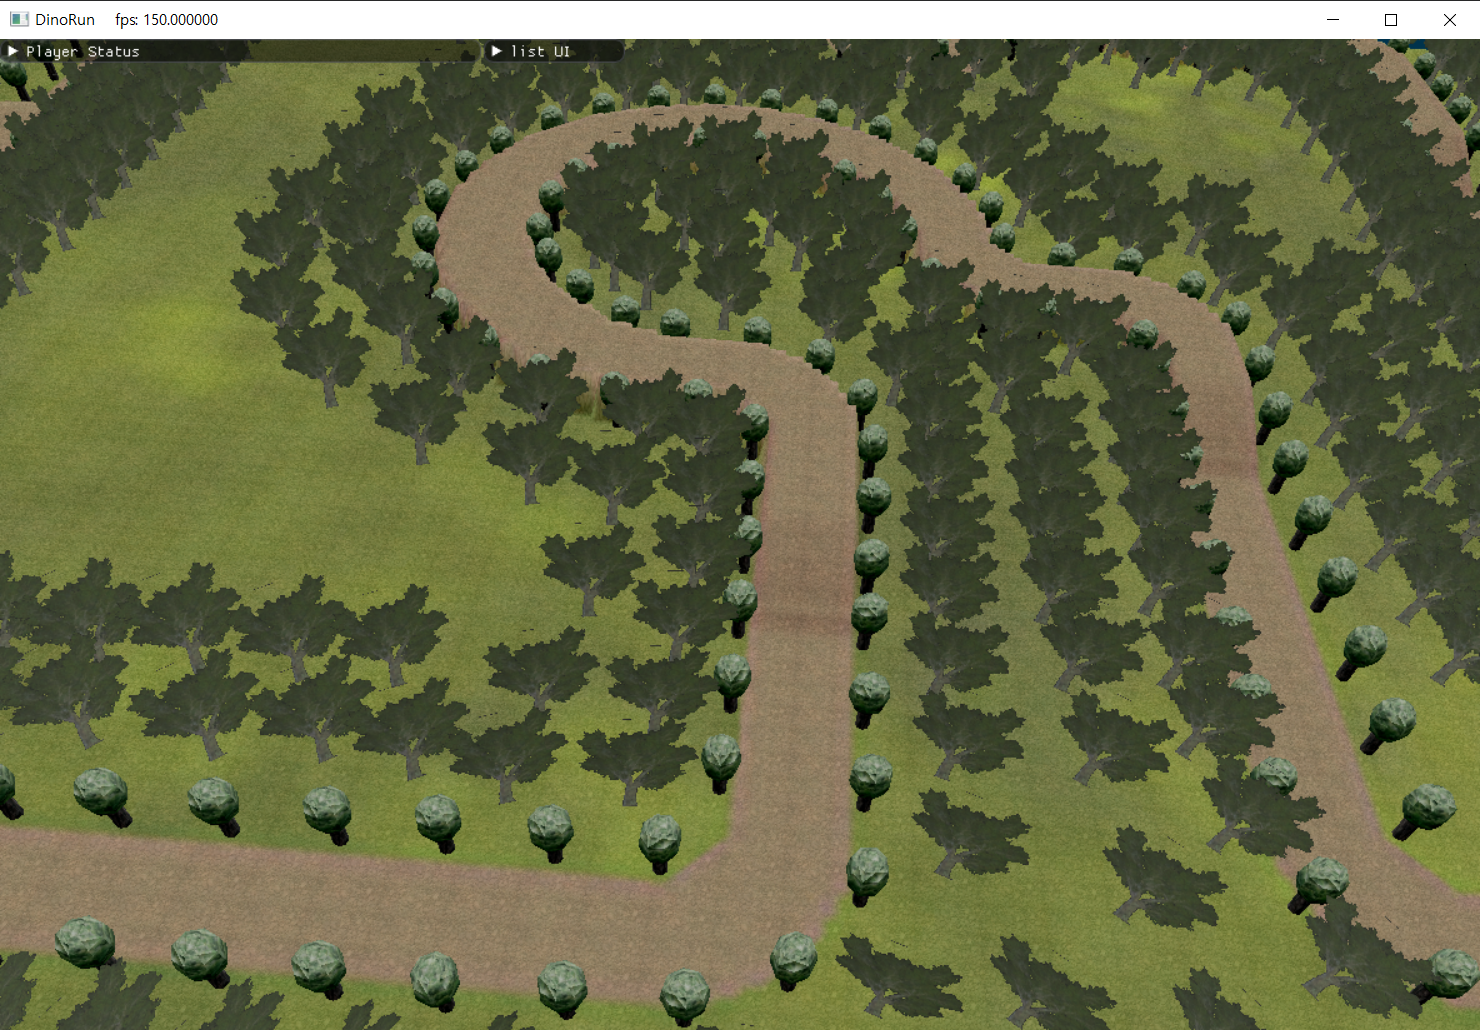 DinoRun fps: 150.000000
Player Status
list UI